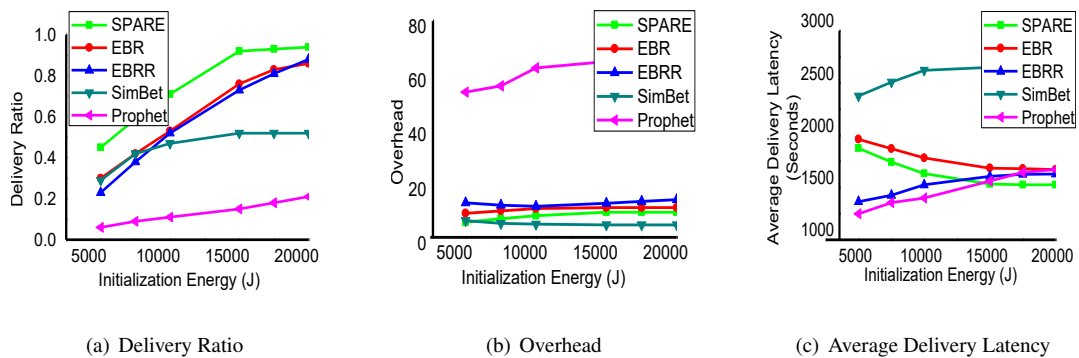 SPARE
EBR
EBRR
SimBet
Prophet
1.0
0.8
0.6
0.4
0.2
0.0
Delivery Ratio
5000 10000 15000 20000
Initialization Energy (J)
(a) Delivery Ratio
SPARE
EBR
EBRR
SimBet
Prophet
80
60
40
20
0
Overhead
5000 10000 15000 20000
Initialization Energy (J)
(b) Overhead
SPARE
EBR
EBRR
SimBet
Prophet
3000
2500
2000
1500
1000
Average Delivery Latency
(Seconds)
5000 10000 15000 20000
Initialization Energy (J)
(c) Average Delivery Latency